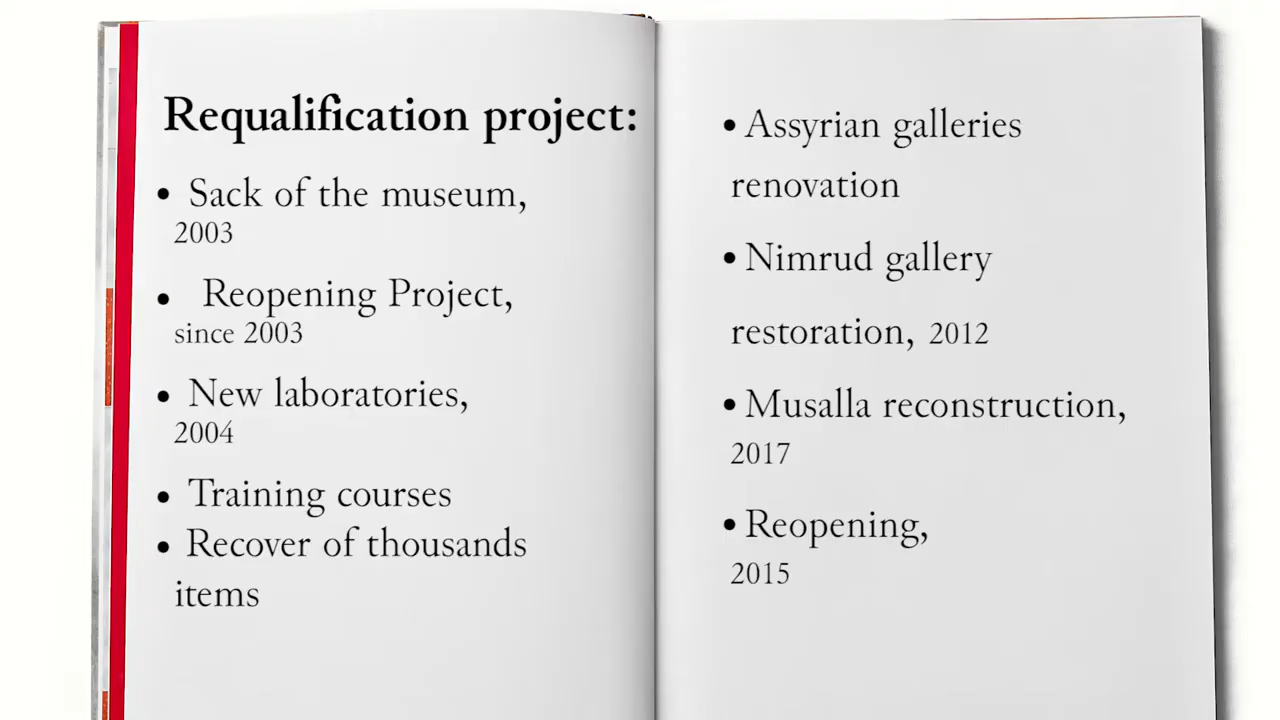 Requalification project:
• Sack of the museum,
2003
• Reopening Project,
since 2003
• New laboratories,
2004
• Training courses
• Recover of thousands
items
• Assyrian galleries
renovation
• Nimrud gallery
restoration, 2012
• Musalla reconstruction,
2017
• Reopening,
2015